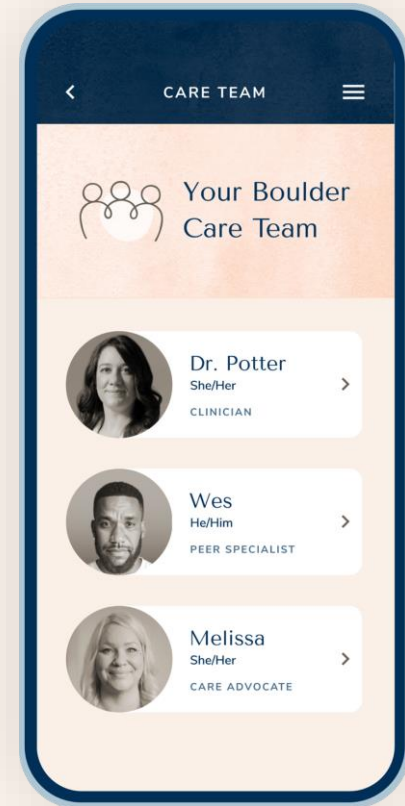 CARE TEAM
Your Boulder
Care Team
Dr. Potter
She/Her
CLINICIAN
Wes
He/Him
PEER SPECIALIST
Melissa
She/Her
CARE ADVOCATE